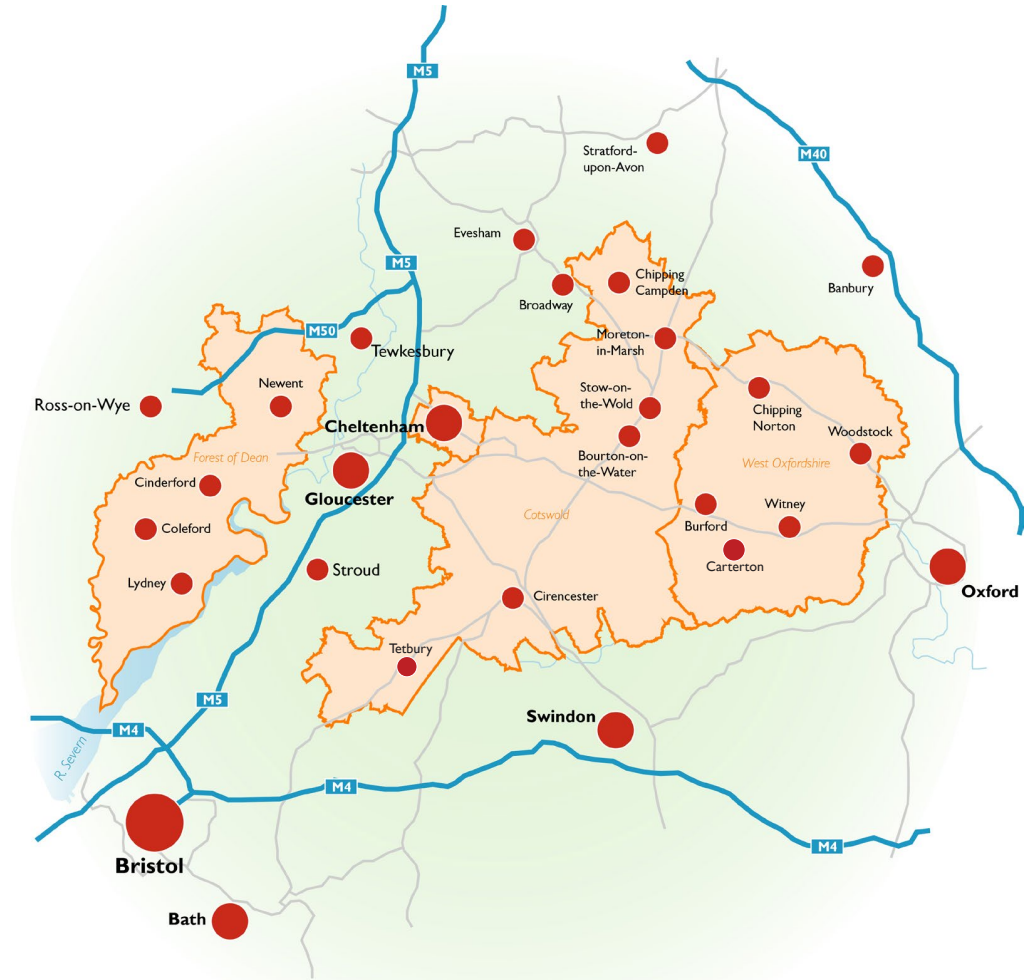 M5
M40
Stratford-
upon-Avon
Evesham
M5
Chipping
Campden
Banbury
Broadway
M50
Moreton-
in-Marsh
Tewkesbury
Newent
Stow-on-
the-Wold
Ross-on-Wye
Chipping
Norton
Cheltenham
Woodstock
Forest of Dean
Bourton-on-
the-Water
West Oxfordshire
Cinderford
Gloucester
Witney
Cotswold
Burford
Coleford
Carterton
Stroud
Lydney
Oxford
Cirencester
Tetbury
M5
Swindon
M4
R. Severn
M4
M4
Bristol
Bath